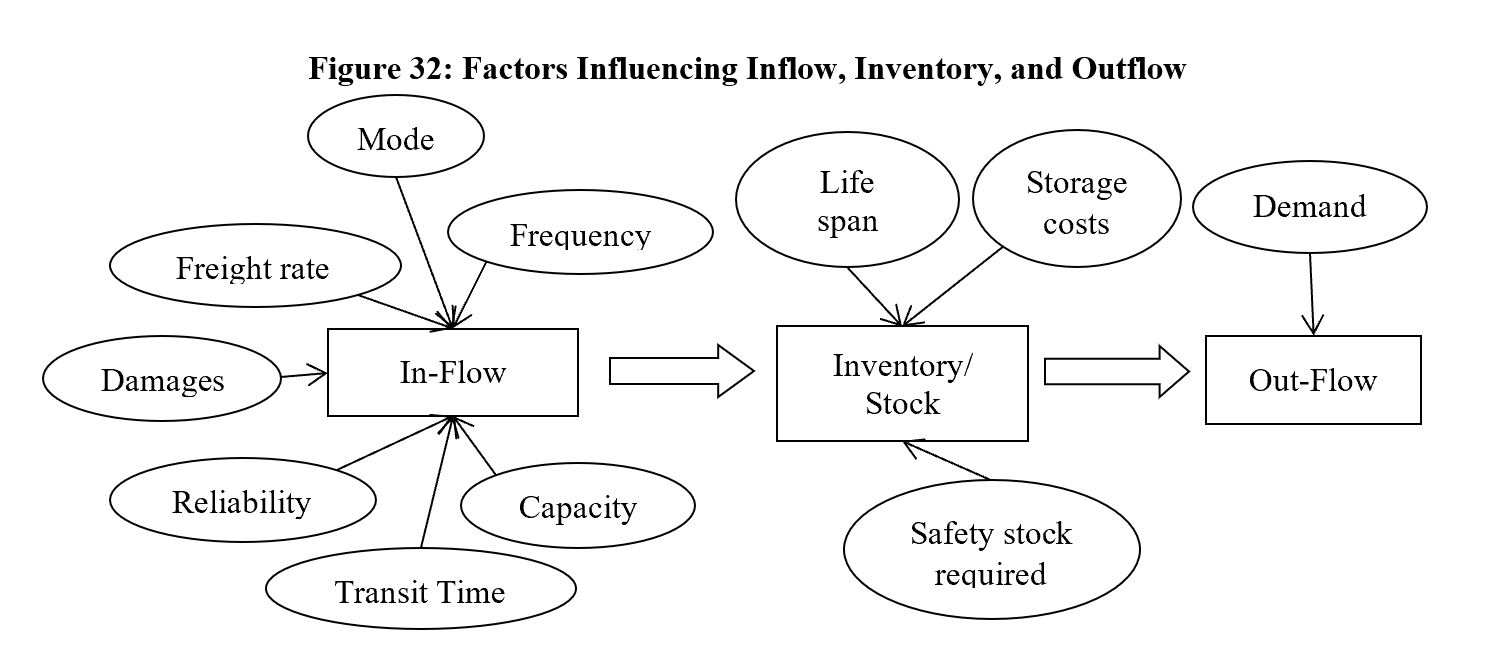 Figure 32: Factors Influencing Inflow, Inventory, and Outflow
Mode
Frequency
Freight rate
Damages
In-Flow
Reliability
Capacity
Transit Time
Life
span
Storage
costs
Inventory/
Stock
Safety stock
required
Demand
Out-Flow